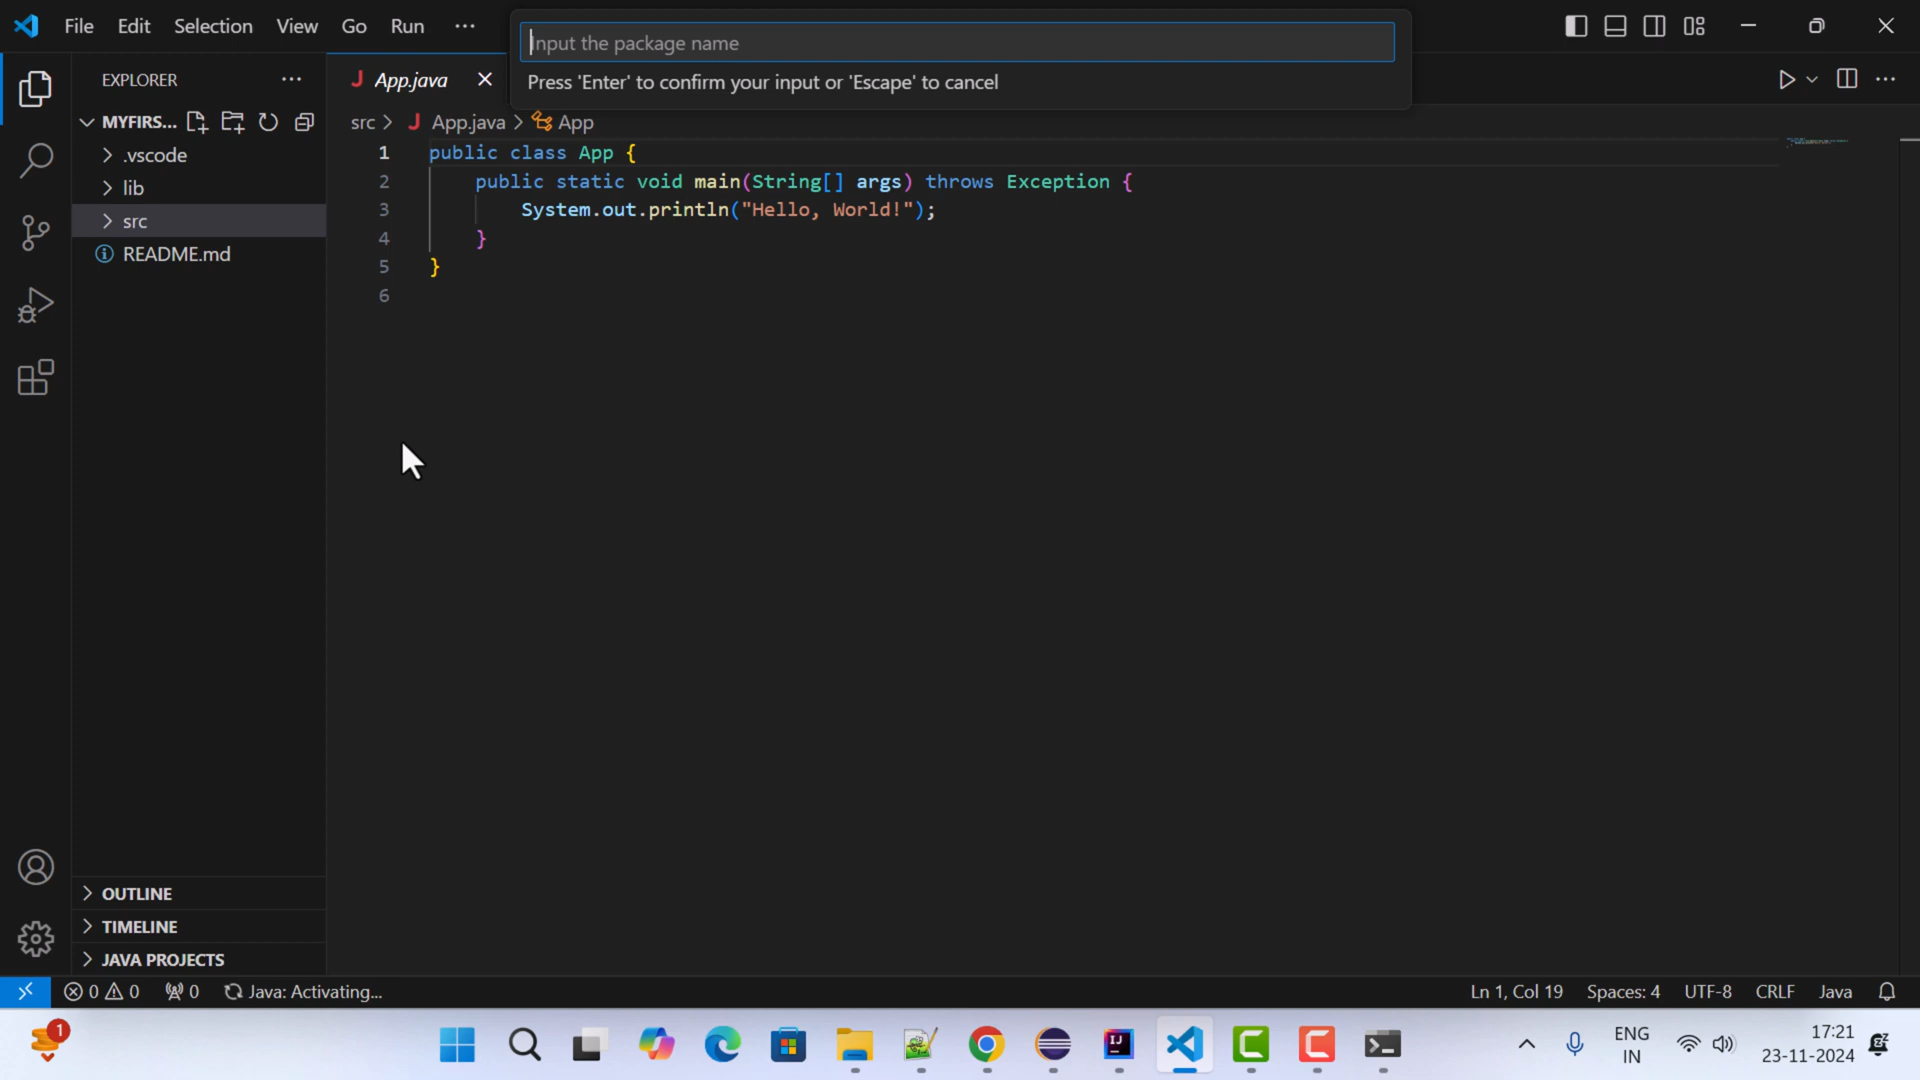 File Edit Selection View Go Run ···
Input the package name
Press 'Enter' to confirm your input or 'Escape' to cancel
EXPLORER ···
J App.java
MYFIRS...
src > J App.java > App
.vscode
lib
src
README.md
1 public class App {
2 public static void main(String[] args) throws Exception {
3 System.out.println("Hello, World!");
4 }
5 }
6
OUTLINE
TIMELINE
JAVA PROJECTS
0 0 0 Java: Activating...
Ln 1, Col 19 Spaces: 4 UTF-8 CRLF Java
1
IJ
ENG
IN
17:21
23-11-2024